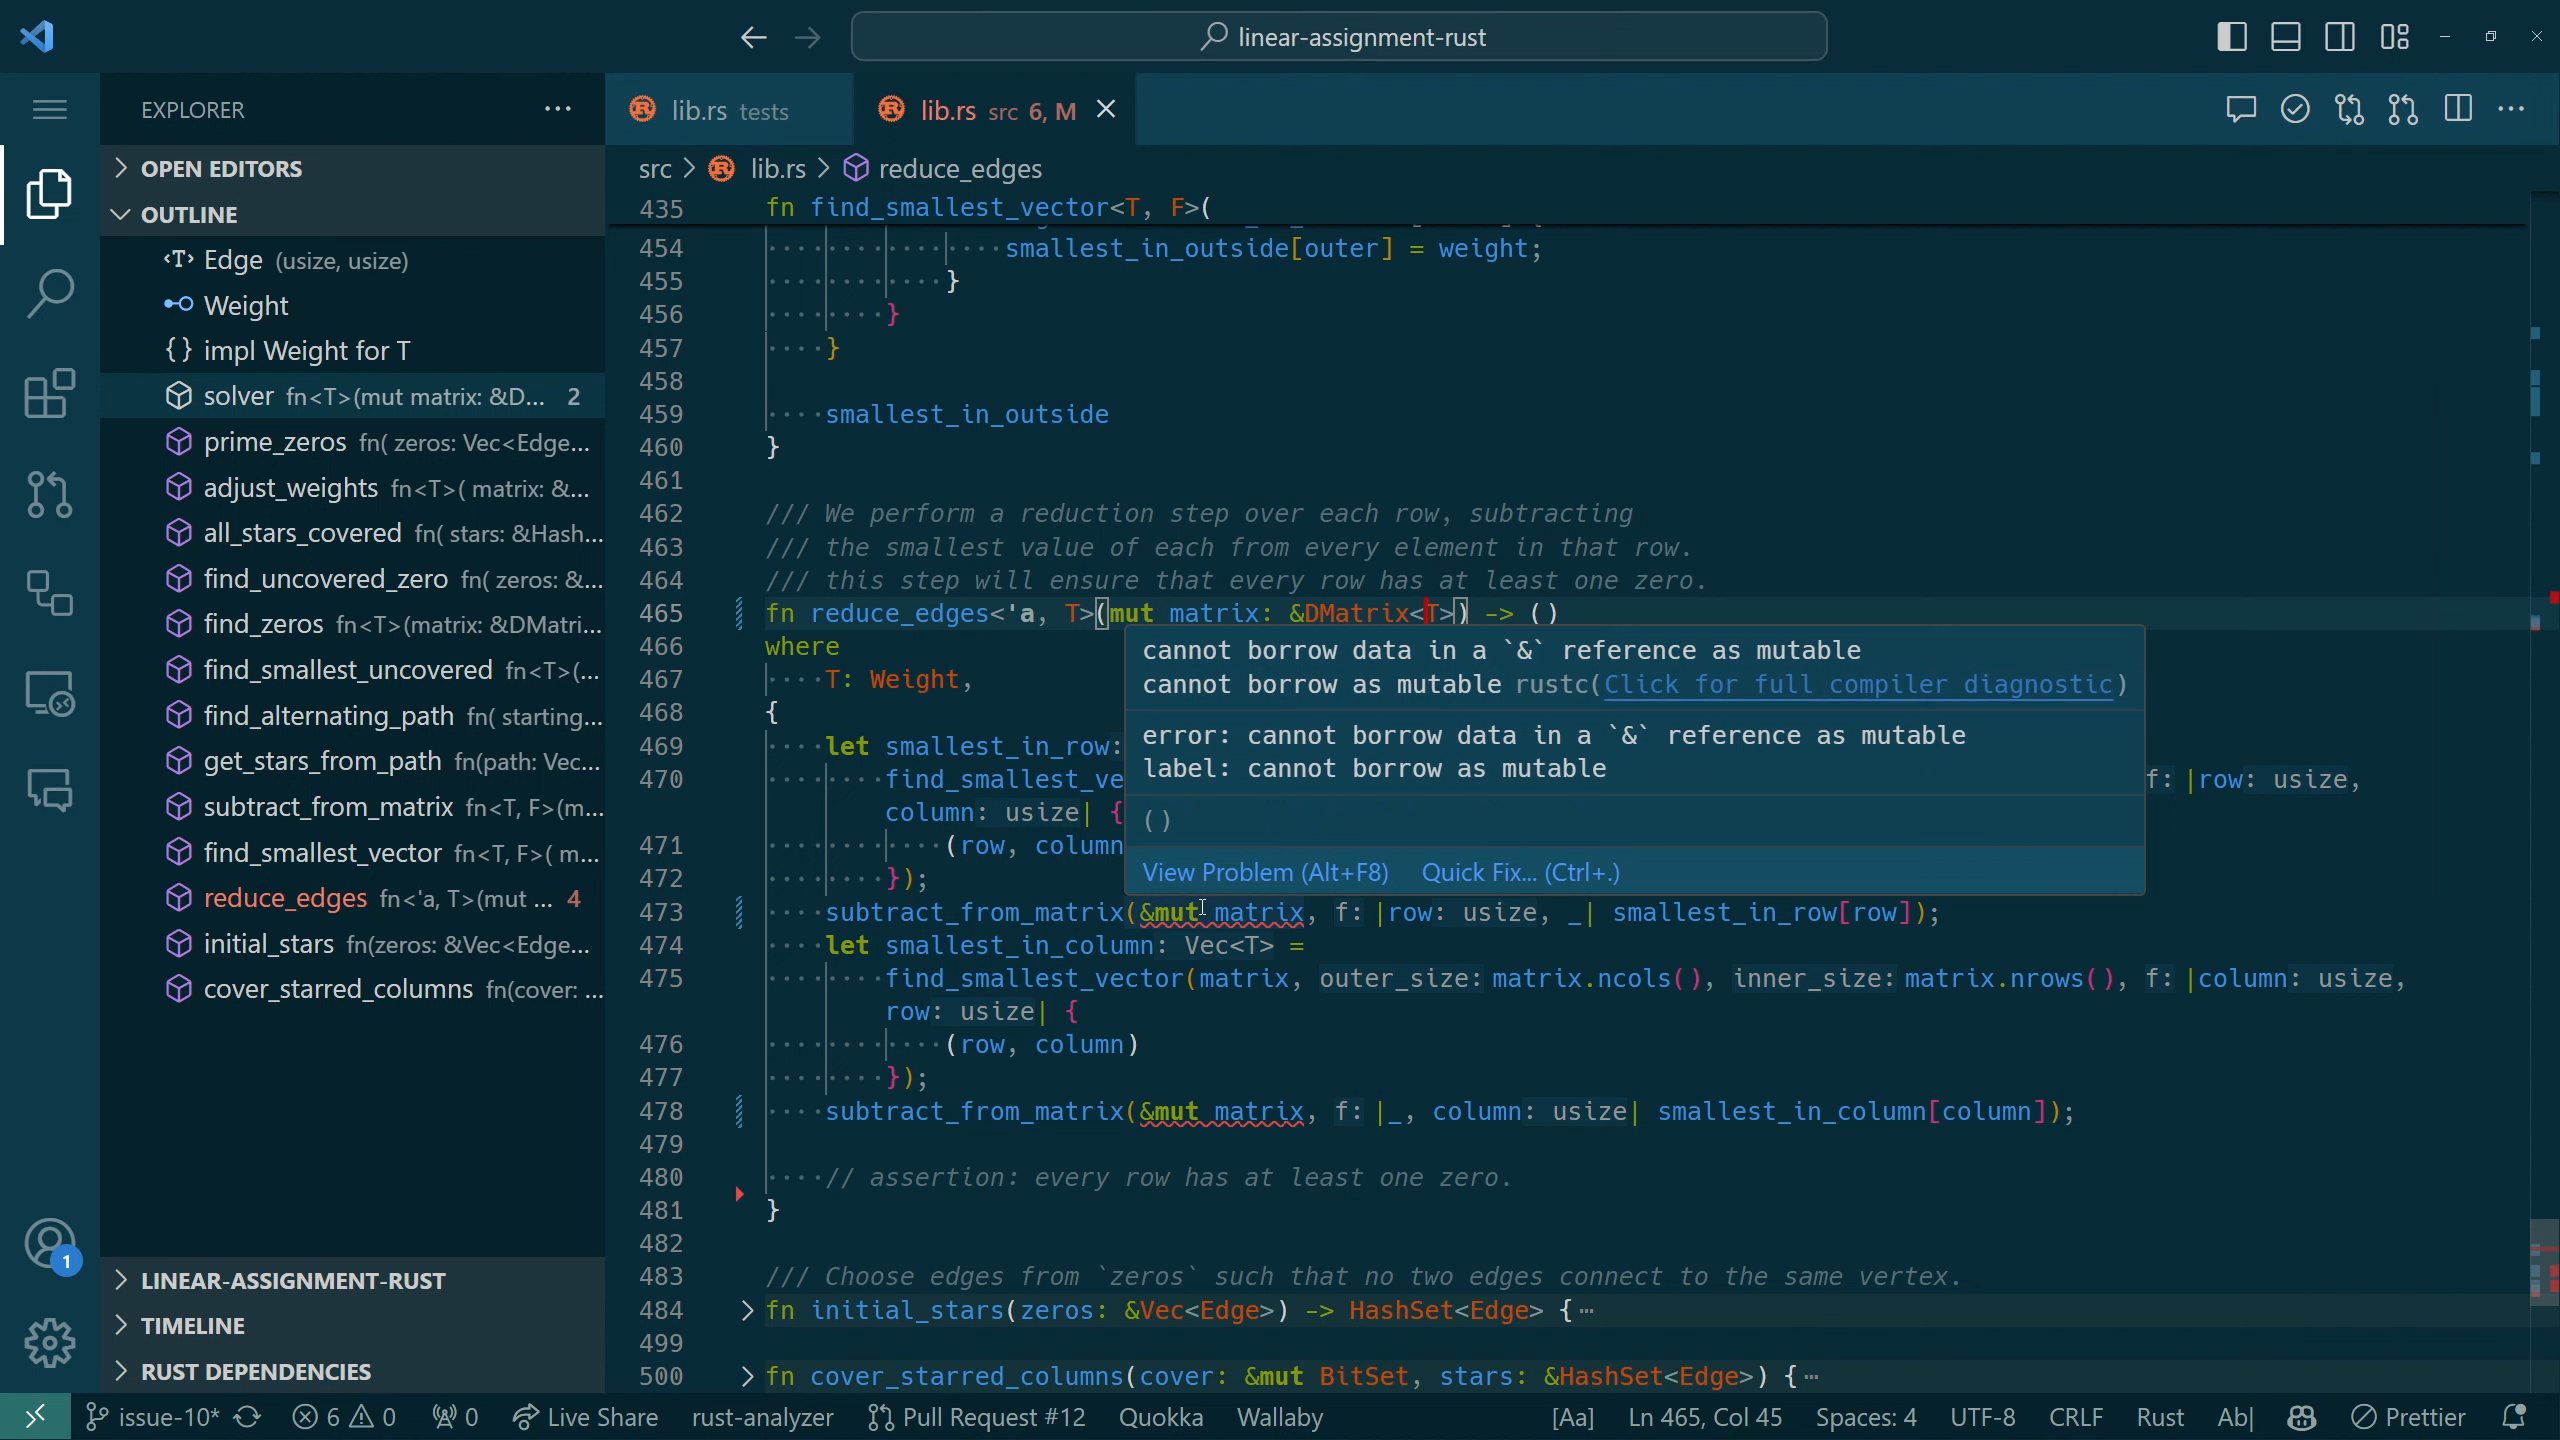 linear-assignment-rust
EXPLORER
OPEN EDITORS
OUTLINE
Edge (usize, usize)
Weight
impl Weight for T
solver fn<T>(mut matrix: &D... 2
prime_zeros fn( zeros: Vec<Edge...
adjust_weights fn<T>( matrix: &...
all_stars_covered fn( stars: &Hash...
find_uncovered_zero fn( zeros: &...
find_zeros fn<T>(matrix: &DMatri...
find_smallest_uncovered fn<T>(...
find_alternating_path fn( starting...
get_stars_from_path fn(path: Vec...
subtract_from_matrix fn<T, F>(m...
find_smallest_vector fn<T, F>( m...
reduce_edges fn<'a, T>(mut ... 4
initial_stars fn(zeros: &Vec<Edge...
cover_starred_columns fn(cover: ...
LINEAR-ASSIGNMENT-RUST
TIMELINE
RUST DEPENDENCIES
1
lib.rs tests
lib.rs src 6, M
src > lib.rs > reduce_edges
435 fn find_smallest_vector<T, F>(
454 smallest_in_outside[outer] = weight;
455 }
456 }
457 }
458
459 smallest_in_outside
460 }
461
462 /// We perform a reduction step over each row, subtracting
463 /// the smallest value of each from every element in that row.
464 /// this step will ensure that every row has at least one zero.
465 fn reduce_edges<'a, T>(mut matrix: &DMatrix<T>) -> ()
466 where
467 T: Weight,
468 {
469 let smallest_in_row:
470 find_smallest_ve f: |row: usize,
column: usize| {
471 (row, column
472 });
473 subtract_from_matrix(&mut matrix, f: |row: usize, _| smallest_in_row[row]);
474 let smallest_in_column: Vec<T> =
475 find_smallest_vector(matrix, outer_size: matrix.ncols(), inner_size: matrix.nrows(), f: |column: usize,
row: usize| {
476 (row, column)
477 });
478 subtract_from_matrix(&mut matrix, f: |_, column: usize| smallest_in_column[column]);
479
480 // assertion: every row has at least one zero.
481 }
482
483 /// Choose edges from `zeros` such that no two edges connect to the same vertex.
484 fn initial_stars(zeros: &Vec<Edge>) -> HashSet<Edge> {⋯
499
500 fn cover_starred_columns(cover: &mut BitSet, stars: &HashSet<Edge>) {⋯
cannot borrow data in a `&` reference as mutable
cannot borrow as mutable rustc(Click for full compiler diagnostic)
error: cannot borrow data in a `&` reference as mutable
label: cannot borrow as mutable
()
View Problem (Alt+F8) Quick Fix... (Ctrl+.)
issue-10* 6 0 0 Live Share rust-analyzer Pull Request #12 Quokka Wallaby [Aa] Ln 465, Col 45 Spaces: 4 UTF-8 CRLF Rust Ab| Prettier